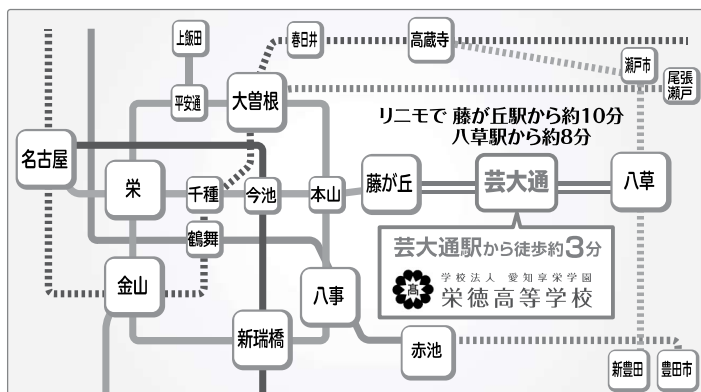 上飯田
春日井
高蔵寺
瀬戸市
尾張
瀬戸
平安通
大曽根
リニモで 藤が丘駅から約10分
八草駅から約8分
名古屋
栄
千種
今池
本山
藤が丘
芸大通
八草
鶴舞
芸大通駅から徒歩約3分
金山
八事
高
学校法人 愛知享栄学園
栄徳高等学校
新瑞橋
赤池
新豊田
豊田市